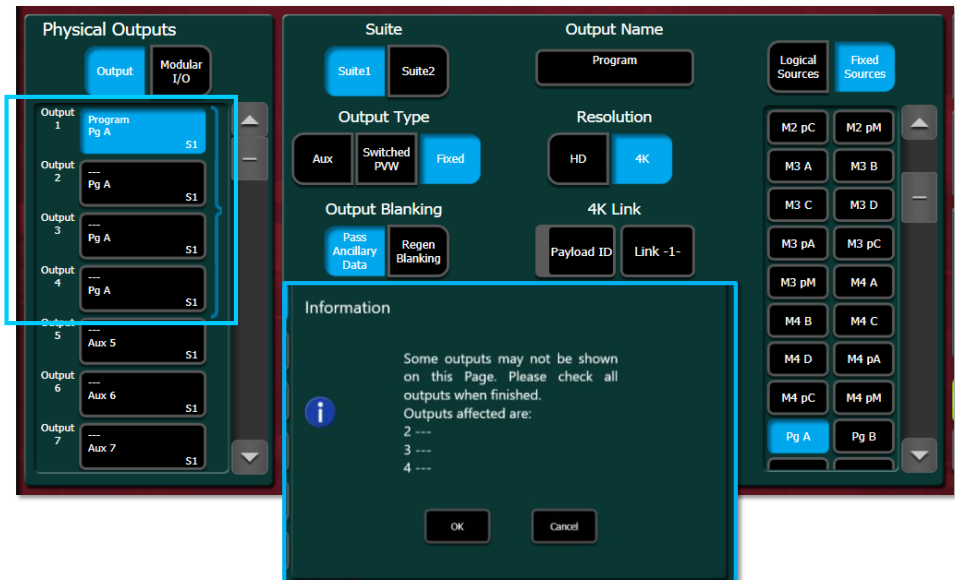 Physical Outputs
Output
Modular
I/O
Output
1
Program
Pg A
S1
Output
2
---
Pg A
S1
Output
3
---
Pg A
S1
Output
4
---
Pg A
S1
Output
5
---
Aux 5
S1
Output
6
---
Aux 6
S1
Output
7
---
Aux 7
S1
Suite
Suite1
Suite2
Output Name
Program
Output Type
Aux
Switched
PVW
Fixed
Resolution
HD
4K
Output Blanking
Pass
Ancillary
Data
Regen
Blanking
4K Link
Payload ID
Link -1-
Information
Some outputs may not be shown
on this Page. Please check all
outputs when finished.
Outputs affected are:
2 ---
3 ---
4 ---
OK
Cancel
Logical
Sources
Fixed
Sources
M2 pC
M2 pM
M3 A
M3 B
M3 C
M3 D
M3 pA
M3 pC
M3 pM
M4 A
M4 B
M4 C
M4 D
M4 pA
M4 pC
M4 pM
Pg A
Pg B